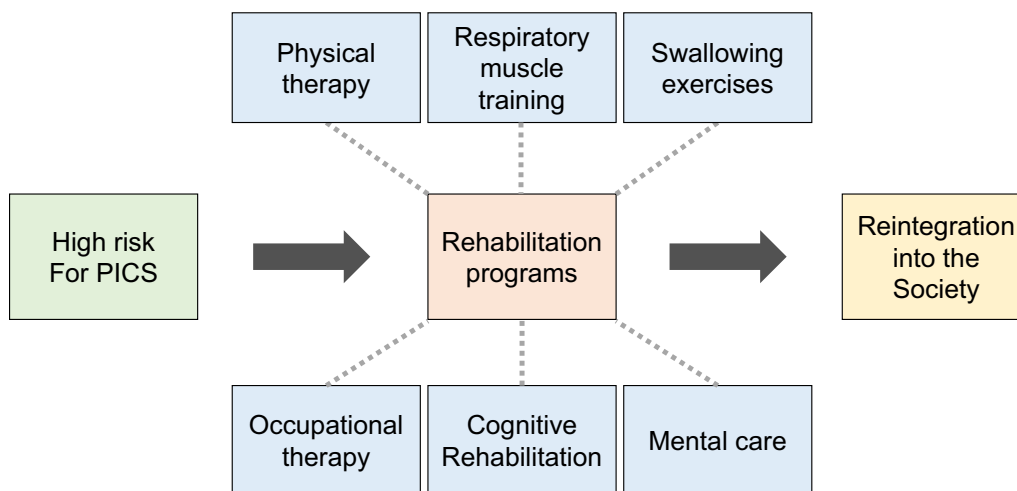 Physical
therapy
Respiratory
muscle
training
Swallowing
exercises
High risk
For PICS
Rehabilitation
programs
Reintegration
into the
Society
Occupational
therapy
Cognitive
Rehabilitation
Mental care